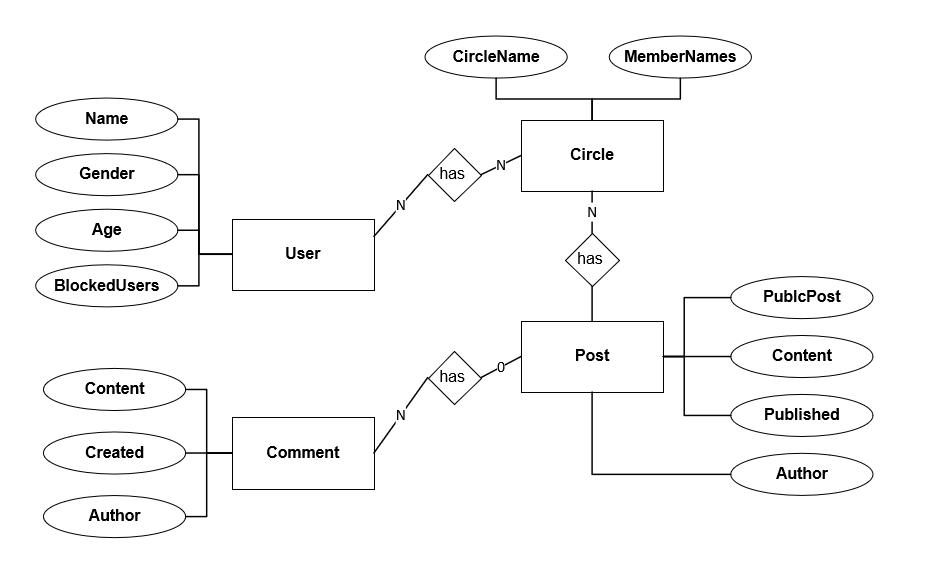 CircleName
MemberNames
Name
Gender
Age
BlockedUsers
User
N
has
N
Circle
N
has
Post
PublcPost
Content
Published
Author
0
has
N
Comment
Content
Created
Author